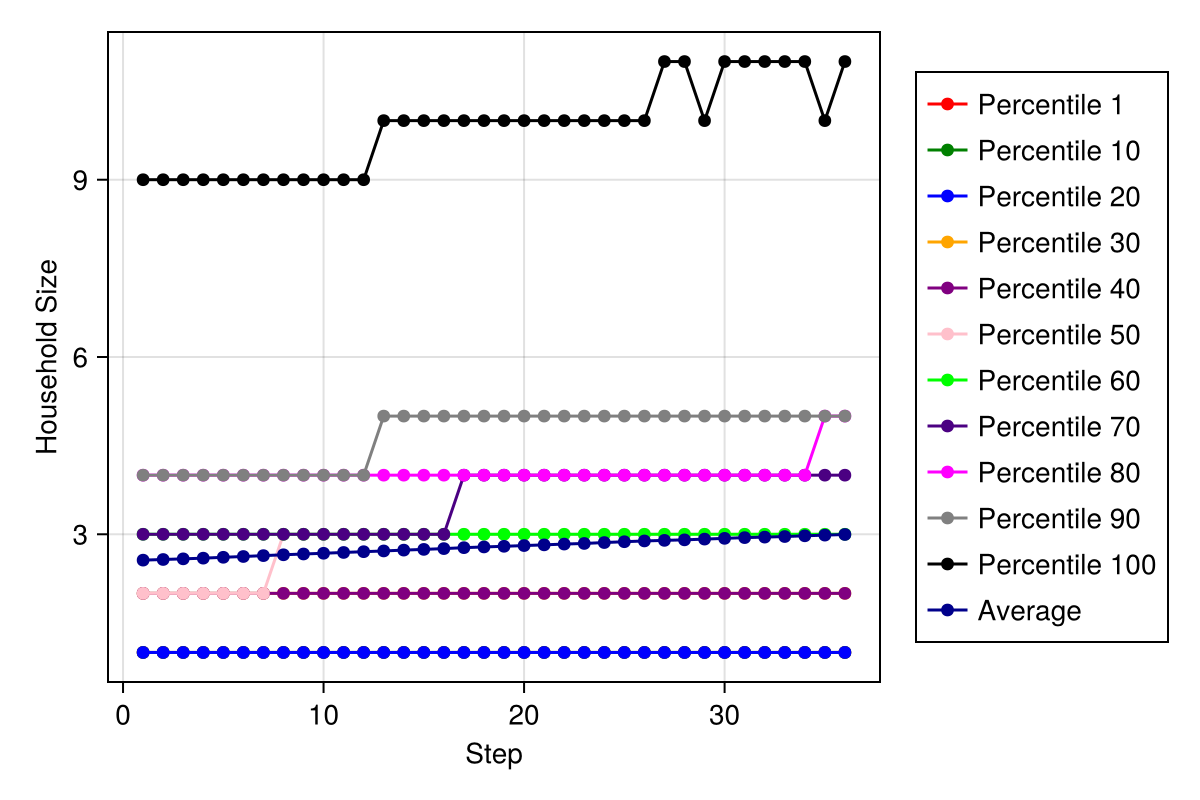 9
6
3
0
10
20
30
Household Size
Step
Percentile 1
Percentile 10
Percentile 20
Percentile 30
Percentile 40
Percentile 50
Percentile 60
Percentile 70
Percentile 80
Percentile 90
Percentile 100
Average